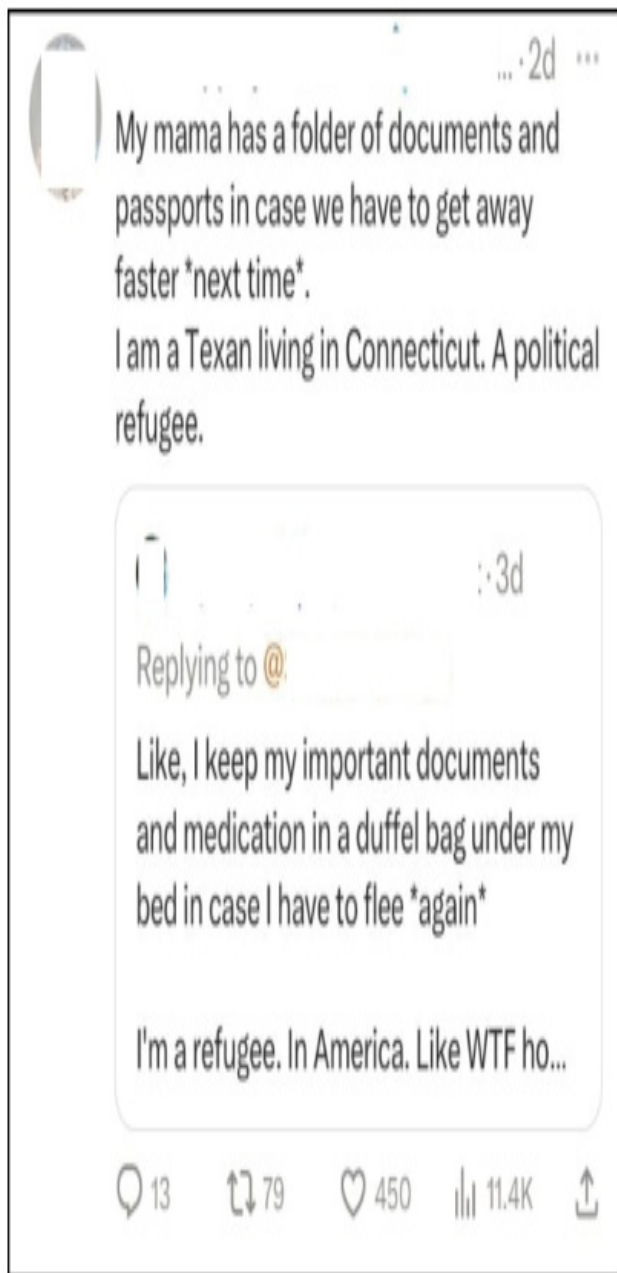 ... · 2d ...
My mama has a folder of documents and
passports in case we have to get away
faster *next time*.
I am a Texan living in Connecticut. A political
refugee.
· 3d
Replying to @
Like, I keep my important documents
and medication in a duffel bag under my
bed in case I have to flee *again*
I'm a refugee. In America. Like WTF ho...
13 79 450 11.4K